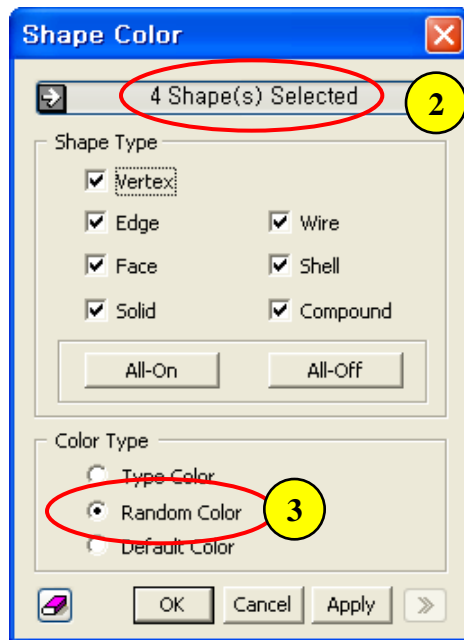 Shape Color
4 Shape(s) Selected
2
Shape Type
Vertex
Edge Wire
Face Shell
Solid Compound
All-On All-Off
Color Type
Type Color
Random Color 3
Default Color
OK Cancel Apply